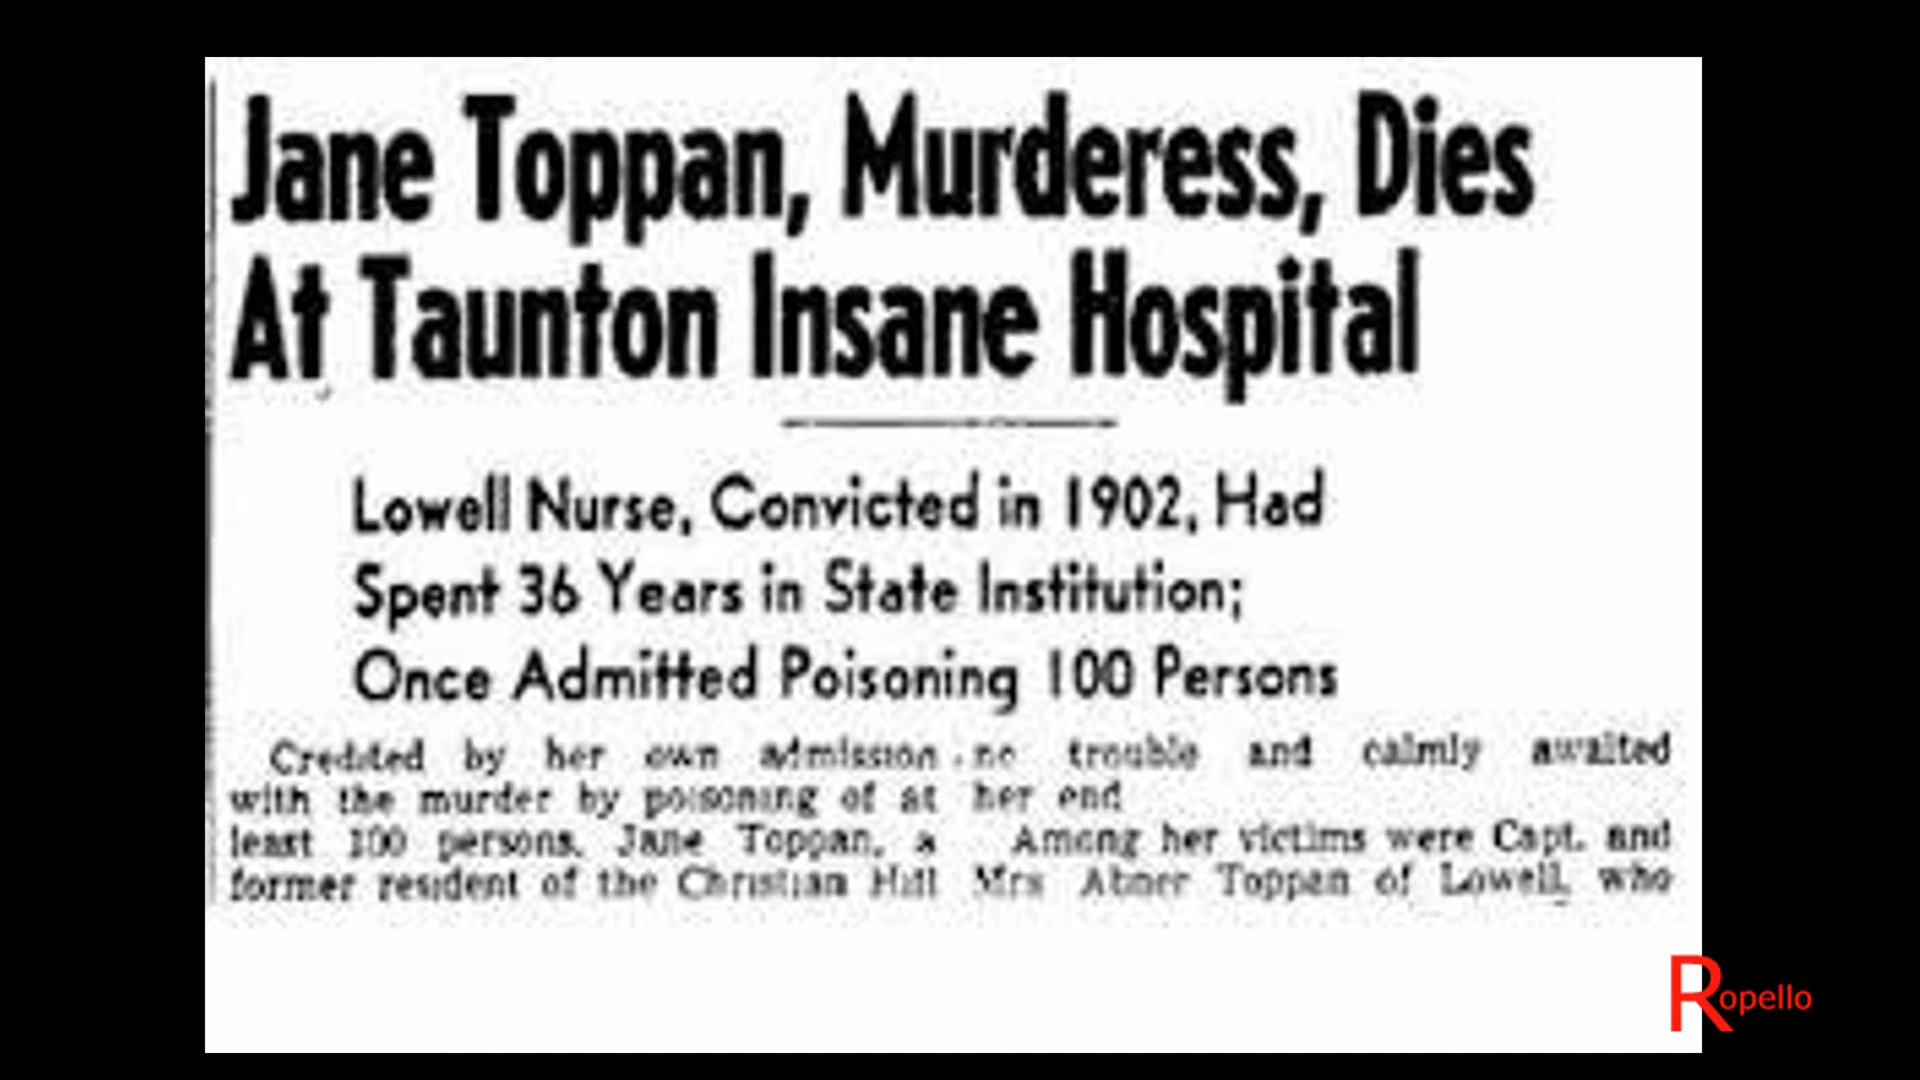 Jane Toppan, Murderess, Dies
At Taunton Insane Hospital
Lowell Nurse, Convicted in 1902, Had
Spent 36 Years in State Institution;
Once Admitted Poisoning 100 Persons
Credited by her own admission
with the murder by poisoning of at
least 100 persons, Jane Toppan, a
former resident of the Christian Hill
no trouble and calmly awaited
her end
Among her victims were Capt. and
Mrs Abner Toppan of Lowell, who
Ropello